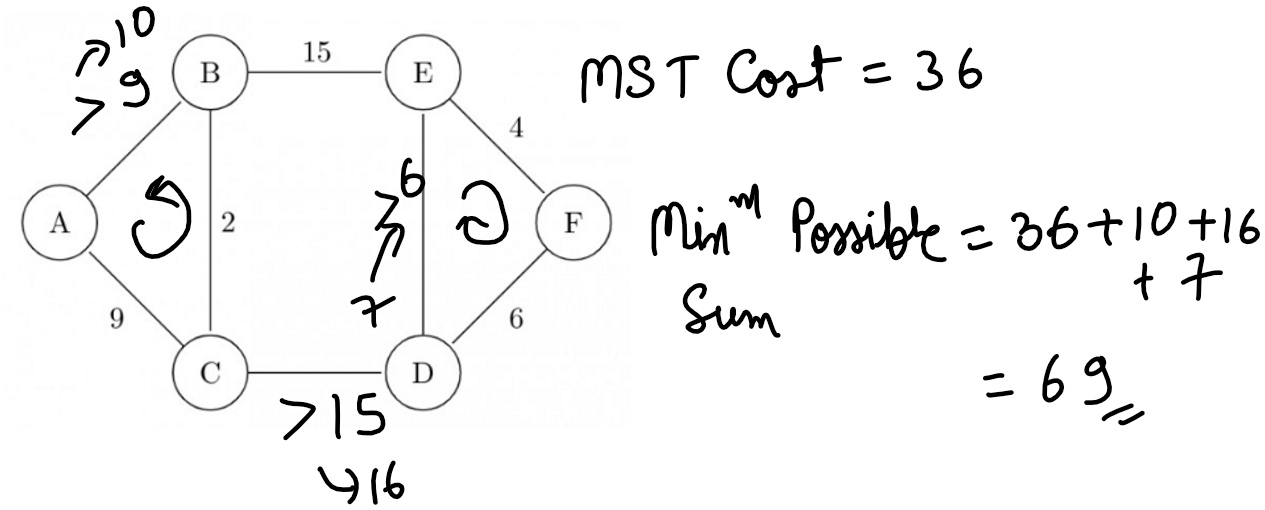 10
> 9
B
15
E
MST Cost = 36
4
6
A
2
>
F
Minᵐ Possible = 36 + 10 + 16
+ 7
7
Sum
9
6
C
D
= 69
> 15
16